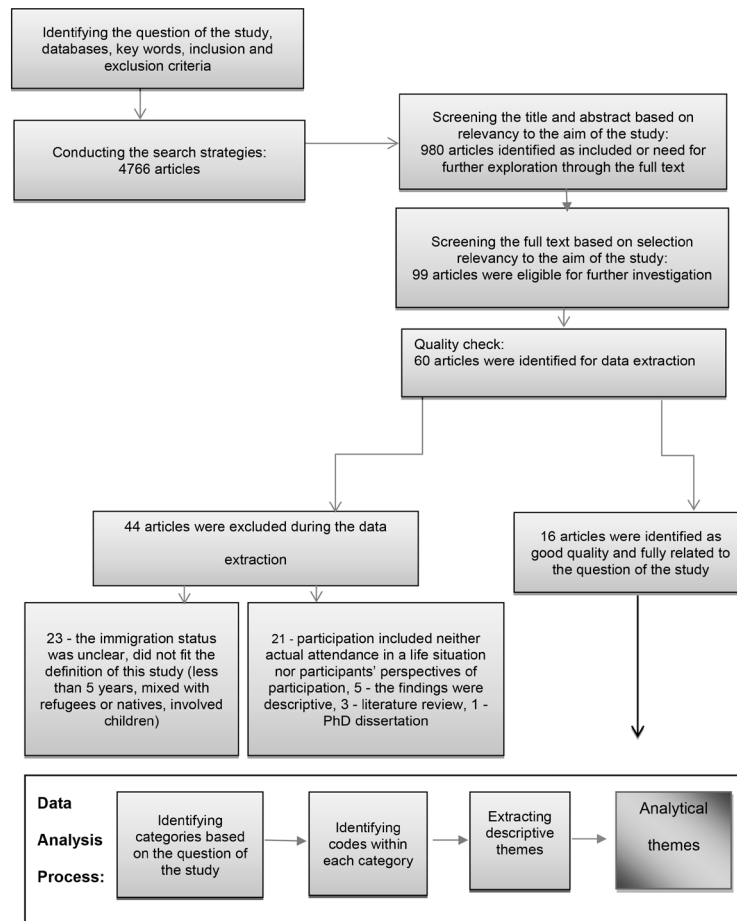 Identifying the question of the study,
databases, key words, inclusion and
exclusion criteria
Conducting the search strategies:
4766 articles
Screening the title and abstract based on
relevancy to the aim of the study:
980 articles identified as included or need for
further exploration through the full text
Screening the full text based on selection
relevancy to the aim of the study:
99 articles were eligible for further investigation
Quality check:
60 articles were identified for data extraction
44 articles were excluded during the data
extraction
16 articles were identified as
good quality and fully related to
the question of the study
23 - the immigration status
was unclear, did not fit the
definition of this study (less
than 5 years, mixed with
refugees or natives, involved
children)
21 - participation included neither
actual attendance in a life situation
nor participants' perspectives of
participation, 5 - the findings were
descriptive, 3 - literature review, 1 -
PhD dissertation
Data
Analysis
Process:
Identifying
categories based
on the question of
the study
Identifying
codes within
each category
Extracting
descriptive
themes
Analytical
themes